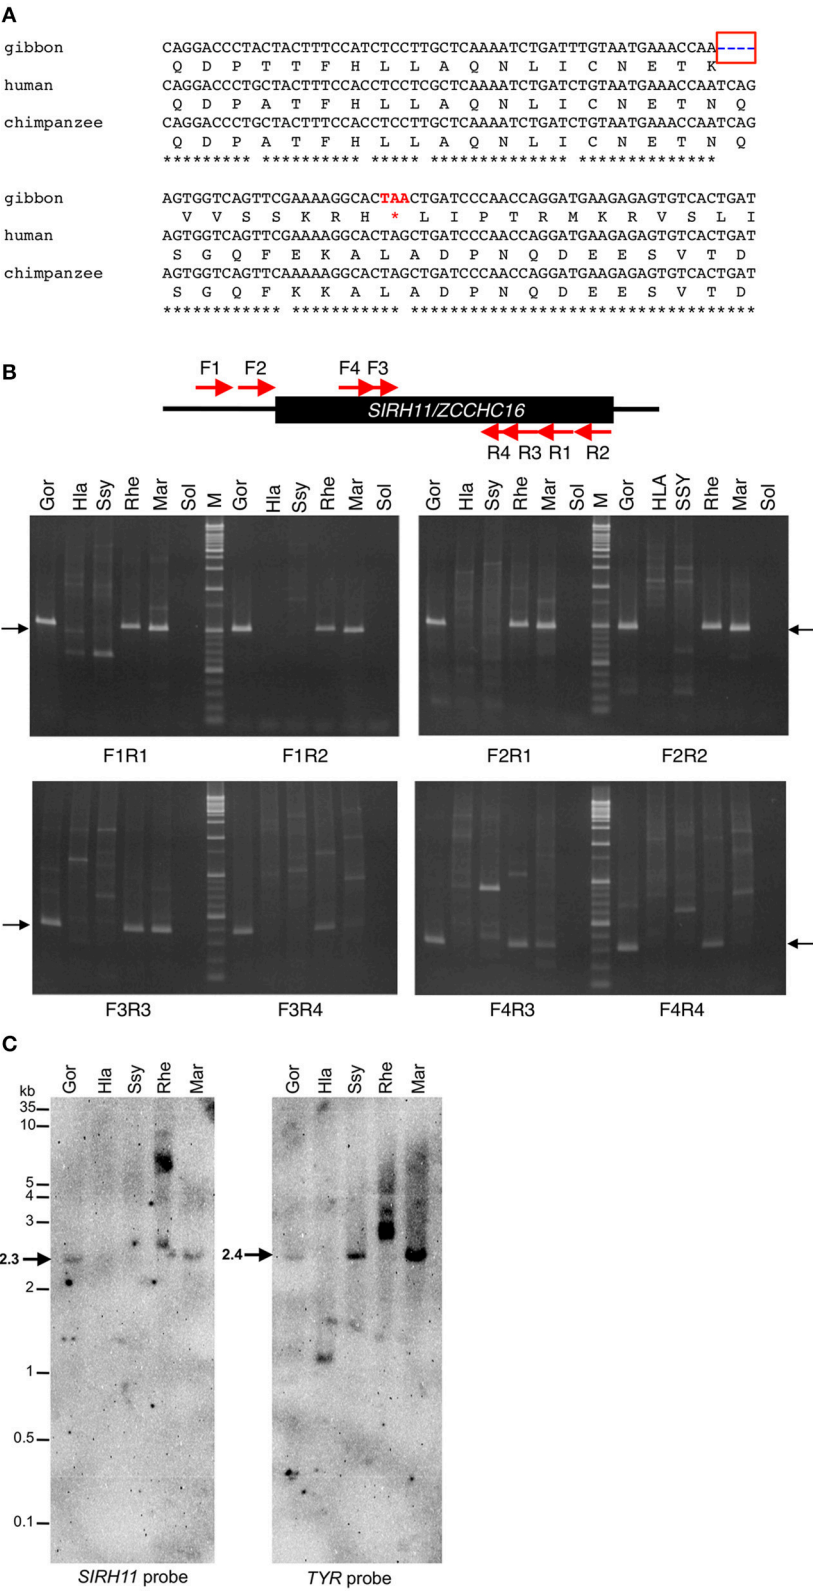 A
gibbon CAGGACCCTACTACTTTCCATCTCCTTGCTCAAAATCTGATTTGTAATGAAACCAA----
Q D P T T F H L L A Q N L I C N E T K
human CAGGACCCTGCTACTTTCCACCTCCTCGCTCAAAATCTGATCTGTAATGAAACCAATCAG
Q D P A T F H L L A Q N L I C N E T N Q
chimpanzee CAGGACCCTGCTACTTTCCACCTCCTTGCTCAAAATCTGATCTGTAATGAAACCAATCAG
Q D P A T F H L L A Q N L I C N E T N Q
********* ********** ***** ************** **************
gibbon AGTGGTCAGTTCGAAAAGGCACTAACTGATCCCAACCAGGATGAAGAGAGTGTCACTGAT
V V S S K R H * L I P T R M K R V S L I
human AGTGGTCAGTTCGAAAAGGCACTAGCTGATCCCAACCAGGATGAAGAGAGTGTCACTGAT
S G Q F E K A L A D P N Q D E E S V T D
chimpanzee AGTGGTCAGTTCAAAAAGGCACTAGCTGATCCCAACCAGGATGAAGAGAGTGTCACTGAT
S G Q F K K A L A D P N Q D E E S V T D
************ *********** ***********************************
B
F1 F2 F4 F3
SIRH11/ZCCHC16
R4 R3 R1 R2
Gor Hla Ssy Rhe Mar Sol M Gor Hla Ssy Rhe Mar Sol
Gor Hla Ssy Rhe Mar Sol M Gor HLA SSY Rhe Mar Sol
F1R1 F1R2 F2R1 F2R2
F3R3 F3R4 F4R3 F4R4
C
Gor Hla Ssy Rhe Mar
Gor Hla Ssy Rhe Mar
kb
35
10
5
4
3
2.3
2.4
2
1
0.5
0.1
SIRH11 probe TYR probe